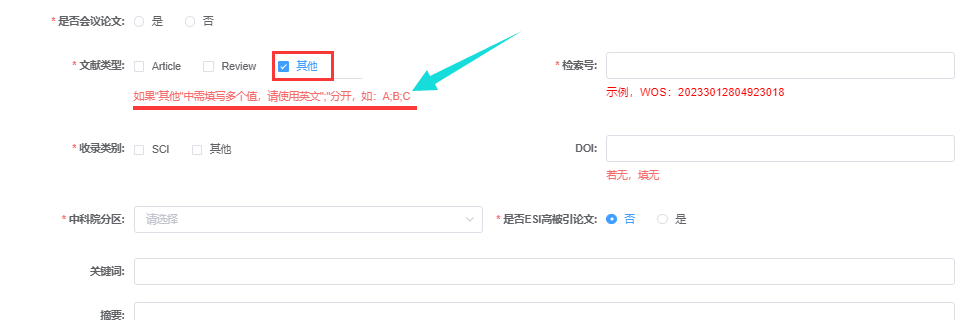 * 是否会议论文: 是 否
* 文献类型: Article Review 其他 * 检索号:
如果"其他"中需填写多个值，请使用英文";"分开，如：A;B;C 示例，WOS：20233012804923018
* 收录类别: SCI 其他 DOI:
若无，填无
* 中科院分区: 请选择 * 是否ESI高被引论文: 否 是
关键词:
摘要: